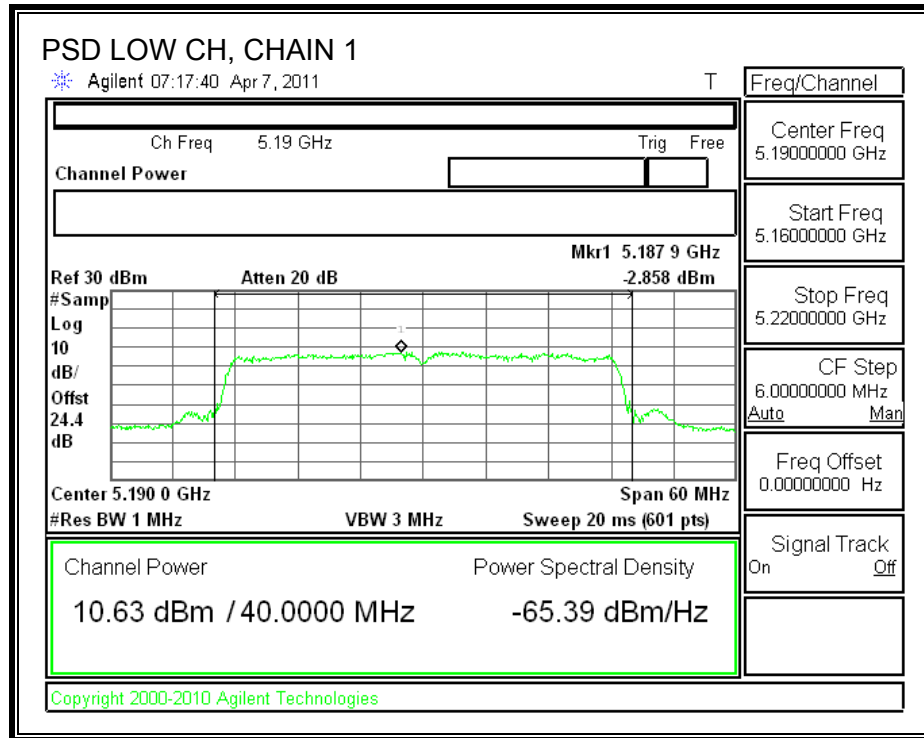 PSD LOW CH, CHAIN 1
Agilent 07:17:40 Apr 7, 2011 T
Freq/Channel
Ch Freq 5.19 GHz Trig Free
Channel Power
Mkr1 5.187 9 GHz
Ref 30 dBm Atten 20 dB -2.858 dBm
#Samp
Log
10
dB/
Offst
24.4
dB
1
Center 5.190 0 GHz Span 60 MHz
#Res BW 1 MHz VBW 3 MHz Sweep 20 ms (601 pts)
Channel Power Power Spectral Density
10.63 dBm / 40.0000 MHz -65.39 dBm/Hz
Copyright 2000-2010 Agilent Technologies
Center Freq
5.19000000 GHz
Start Freq
5.16000000 GHz
Stop Freq
5.22000000 GHz
CF Step
6.00000000 MHz
Auto Man
Freq Offset
0.00000000 Hz
Signal Track
On Off